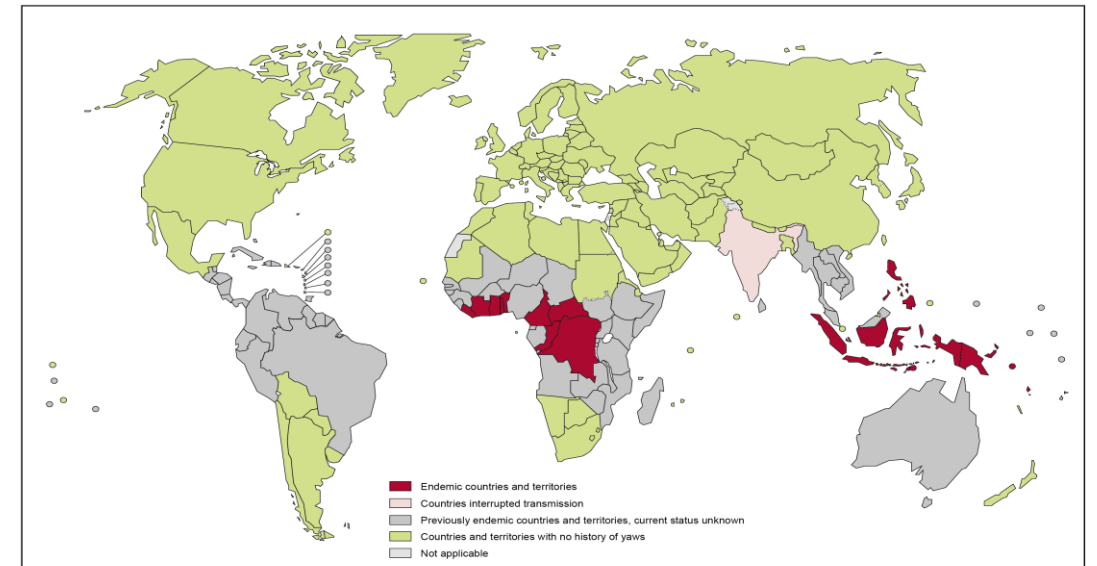 Endemic countries and territories
Countries interrupted transmission
Previously endemic countries and territories, current status unknown
Countries and territories with no history of yaws
Not applicable